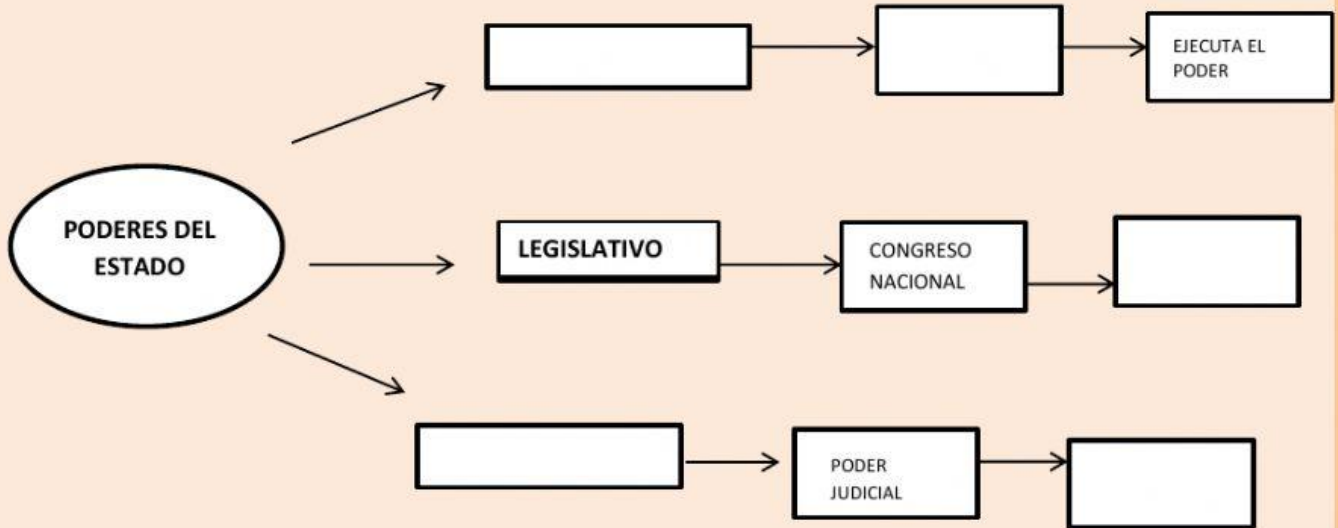 EJECUTA EL
PODER
PODERES DEL
ESTADO
LEGISLATIVO
CONGRESO
NACIONAL
PODER
JUDICIAL